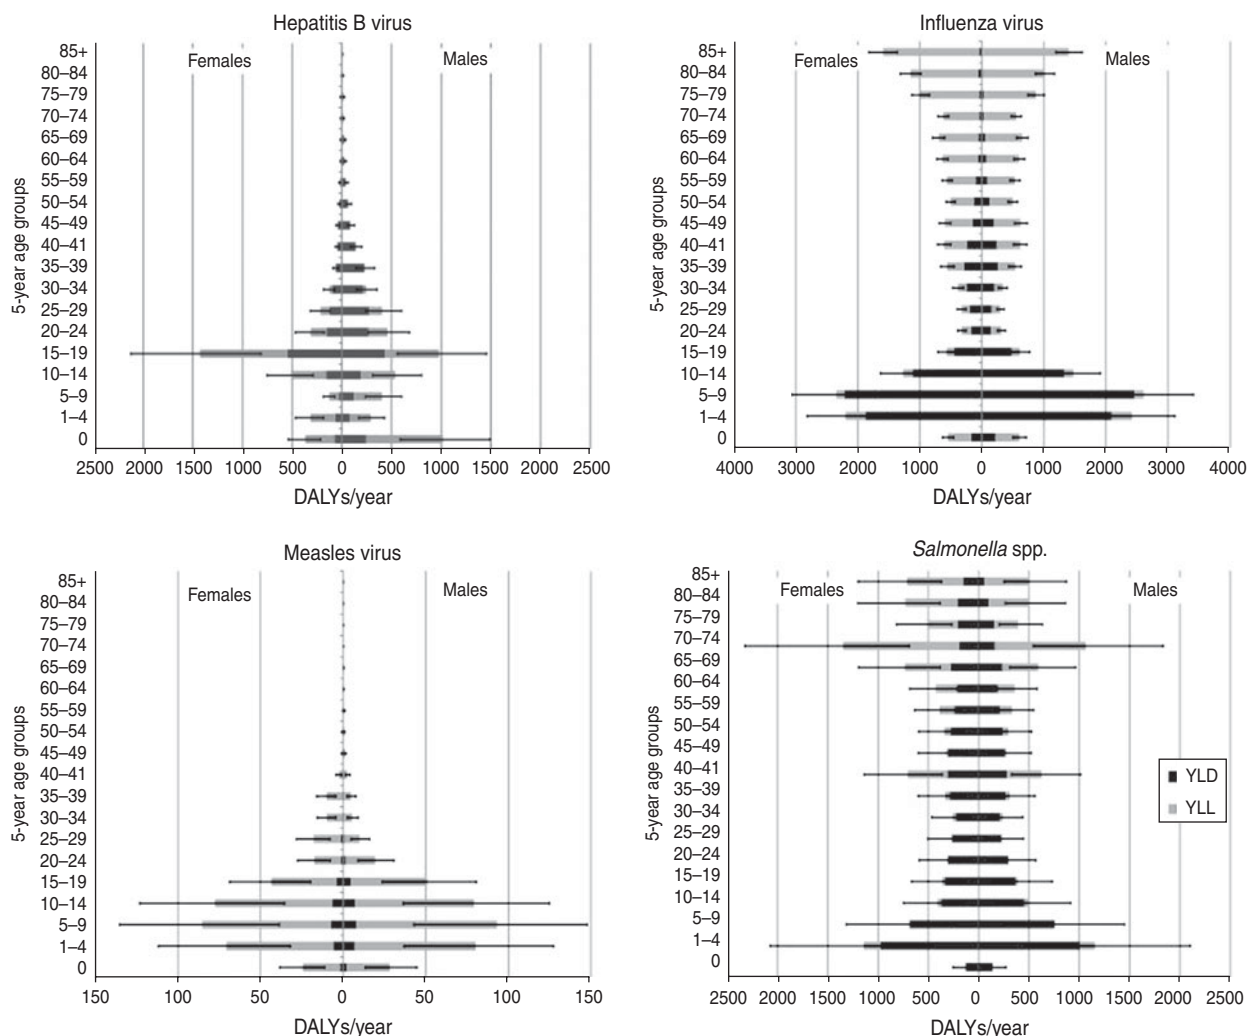 Hepatitis B virus
Females
Males
5-year age groups
85+
80–84
75–79
70–74
65–69
60–64
55–59
50–54
45–49
40–41
35–39
30–34
25–29
20–24
15–19
10–14
5–9
1–4
0
2500 2000 1500 1000 500 0 500 1000 1500 2000 2500
DALYs/year
Influenza virus
Females
Males
5-year age groups
85+
80–84
75–79
70–74
65–69
60–64
55–59
50–54
45–49
40–41
35–39
30–34
25–29
20–24
15–19
10–14
5–9
1–4
0
4000 3000 2000 1000 0 1000 2000 3000 4000
DALYs/year
Measles virus
Females
Males
5-year age groups
85+
80–84
75–79
70–74
65–69
60–64
55–59
50–54
45–49
40–41
35–39
30–34
25–29
20–24
15–19
10–14
5–9
1–4
0
150 100 50 0 50 100 150
DALYs/year
Salmonella spp.
Females
Males
5-year age groups
85+
80–84
75–79
70–74
65–69
60–64
55–59
50–54
45–49
40–41
35–39
30–34
25–29
20–24
15–19
10–14
5–9
1–4
0
YLD
YLL
2500 2000 1500 1000 500 0 500 1000 1500 2000 2500
DALYs/year